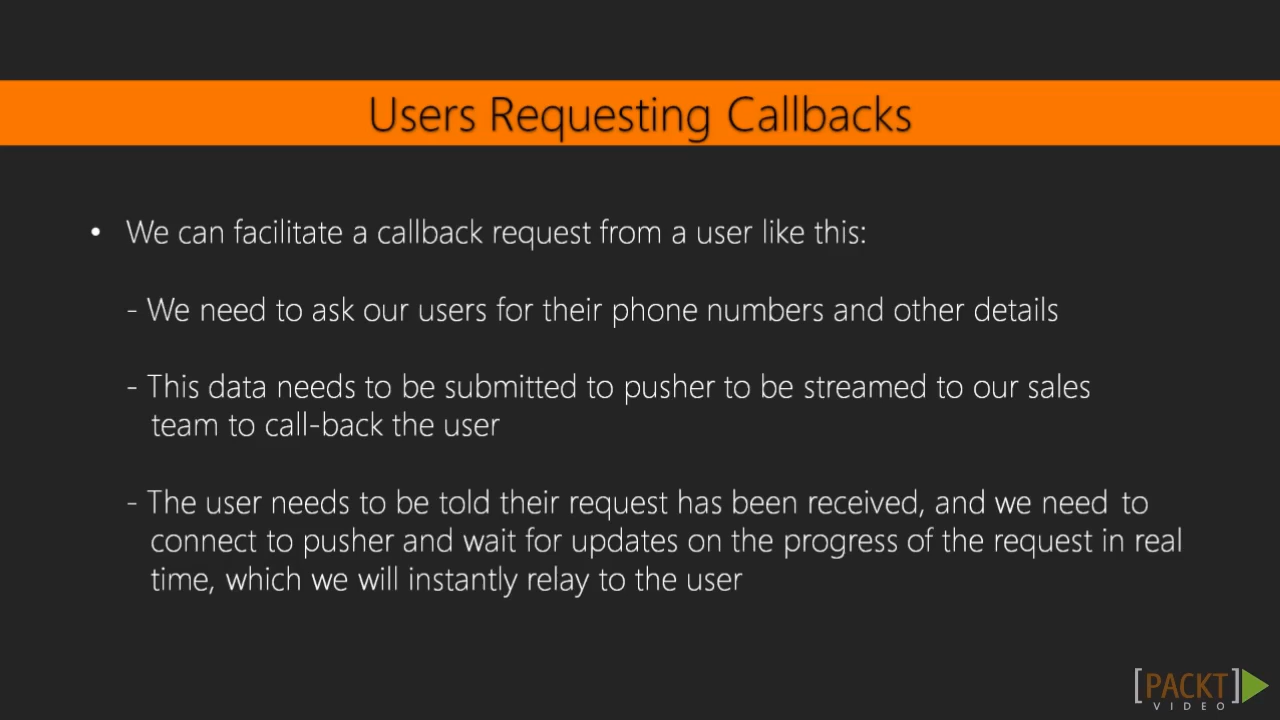 Users Requesting Callbacks
• We can facilitate a callback request from a user like this:
- We need to ask our users for their phone numbers and other details
- This data needs to be submitted to pusher to be streamed to our sales
team to call-back the user
- The user needs to be told their request has been received, and we need to
connect to pusher and wait for updates on the progress of the request in real
time, which we will instantly relay to the user
[PACKT]
VIDEO